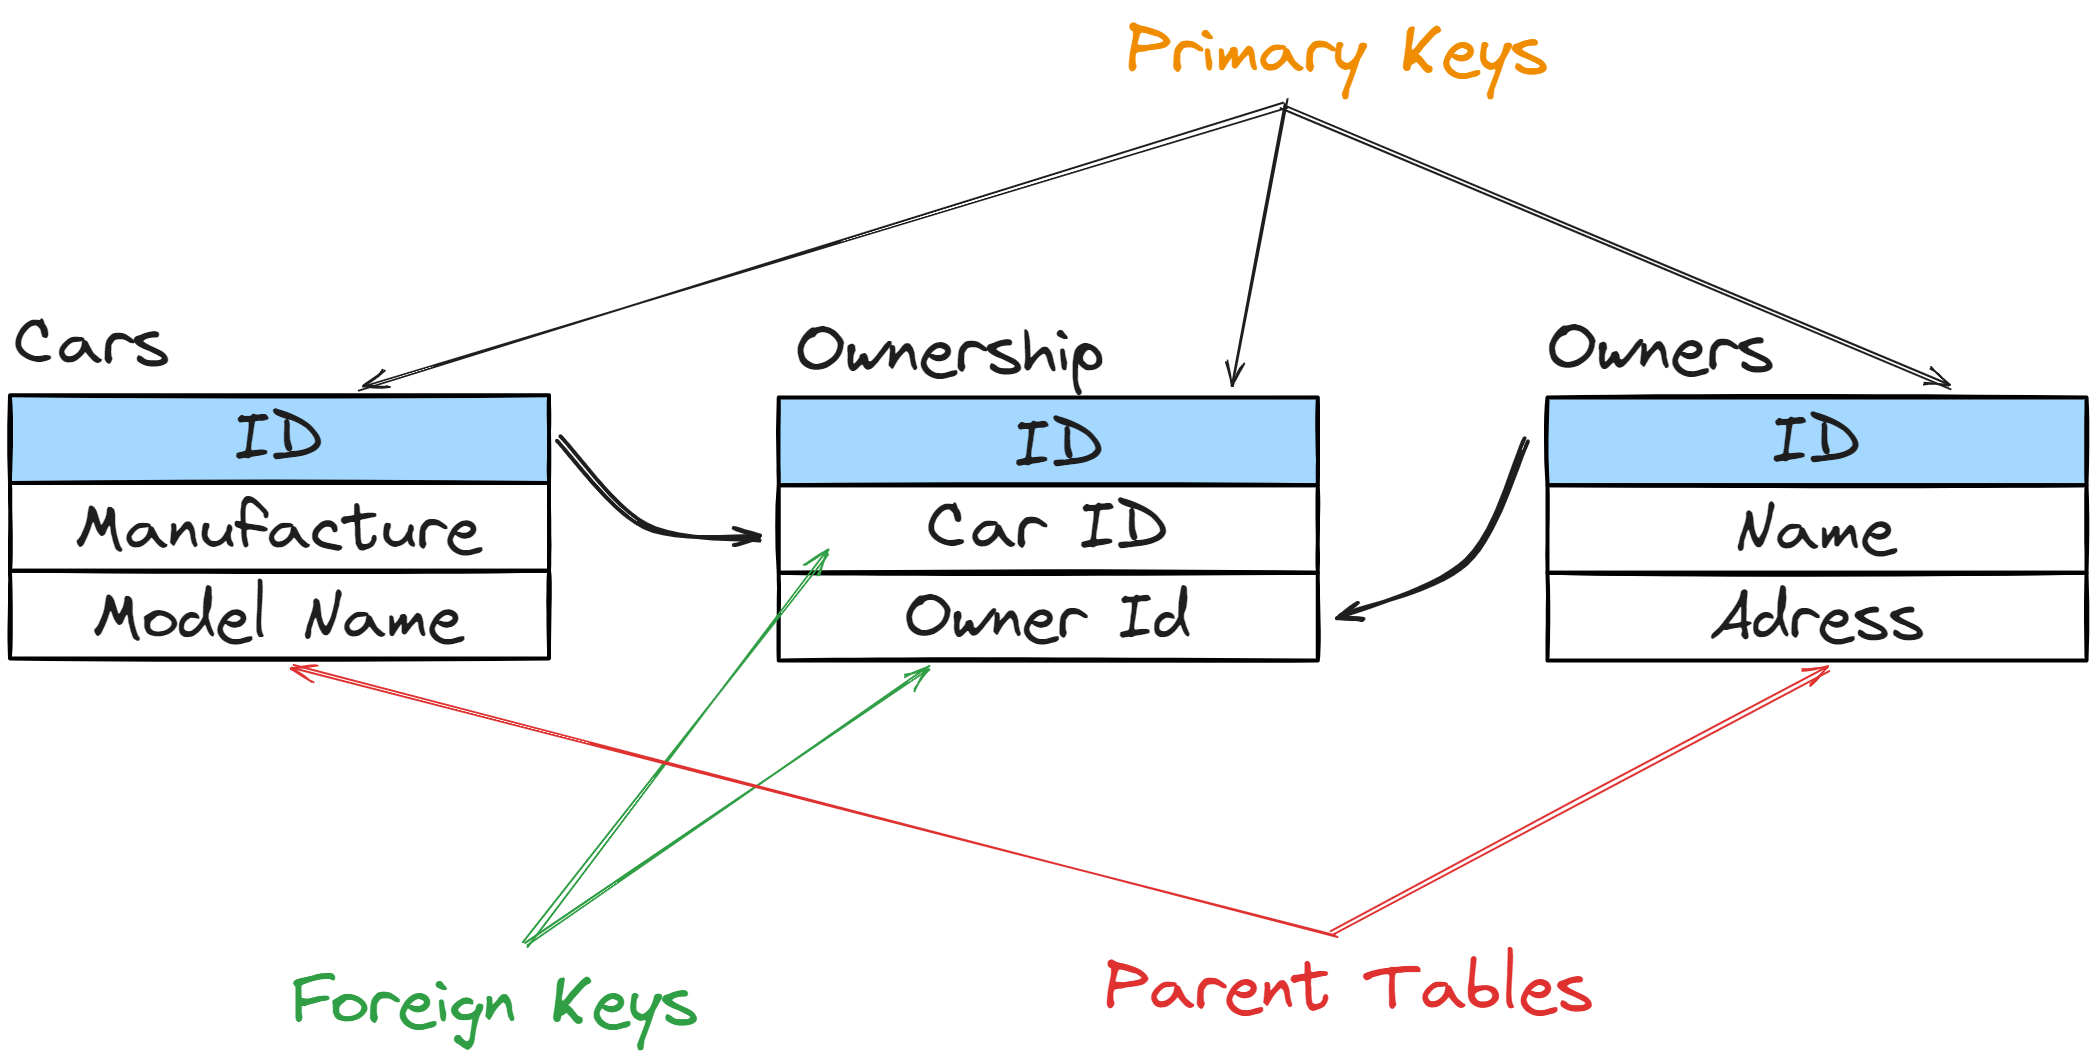 Primary Keys
Cars
ID
Manufacture
Model Name
Ownership
ID
Car ID
Owner Id
Owners
ID
Name
Adress
Foreign Keys
Parent Tables